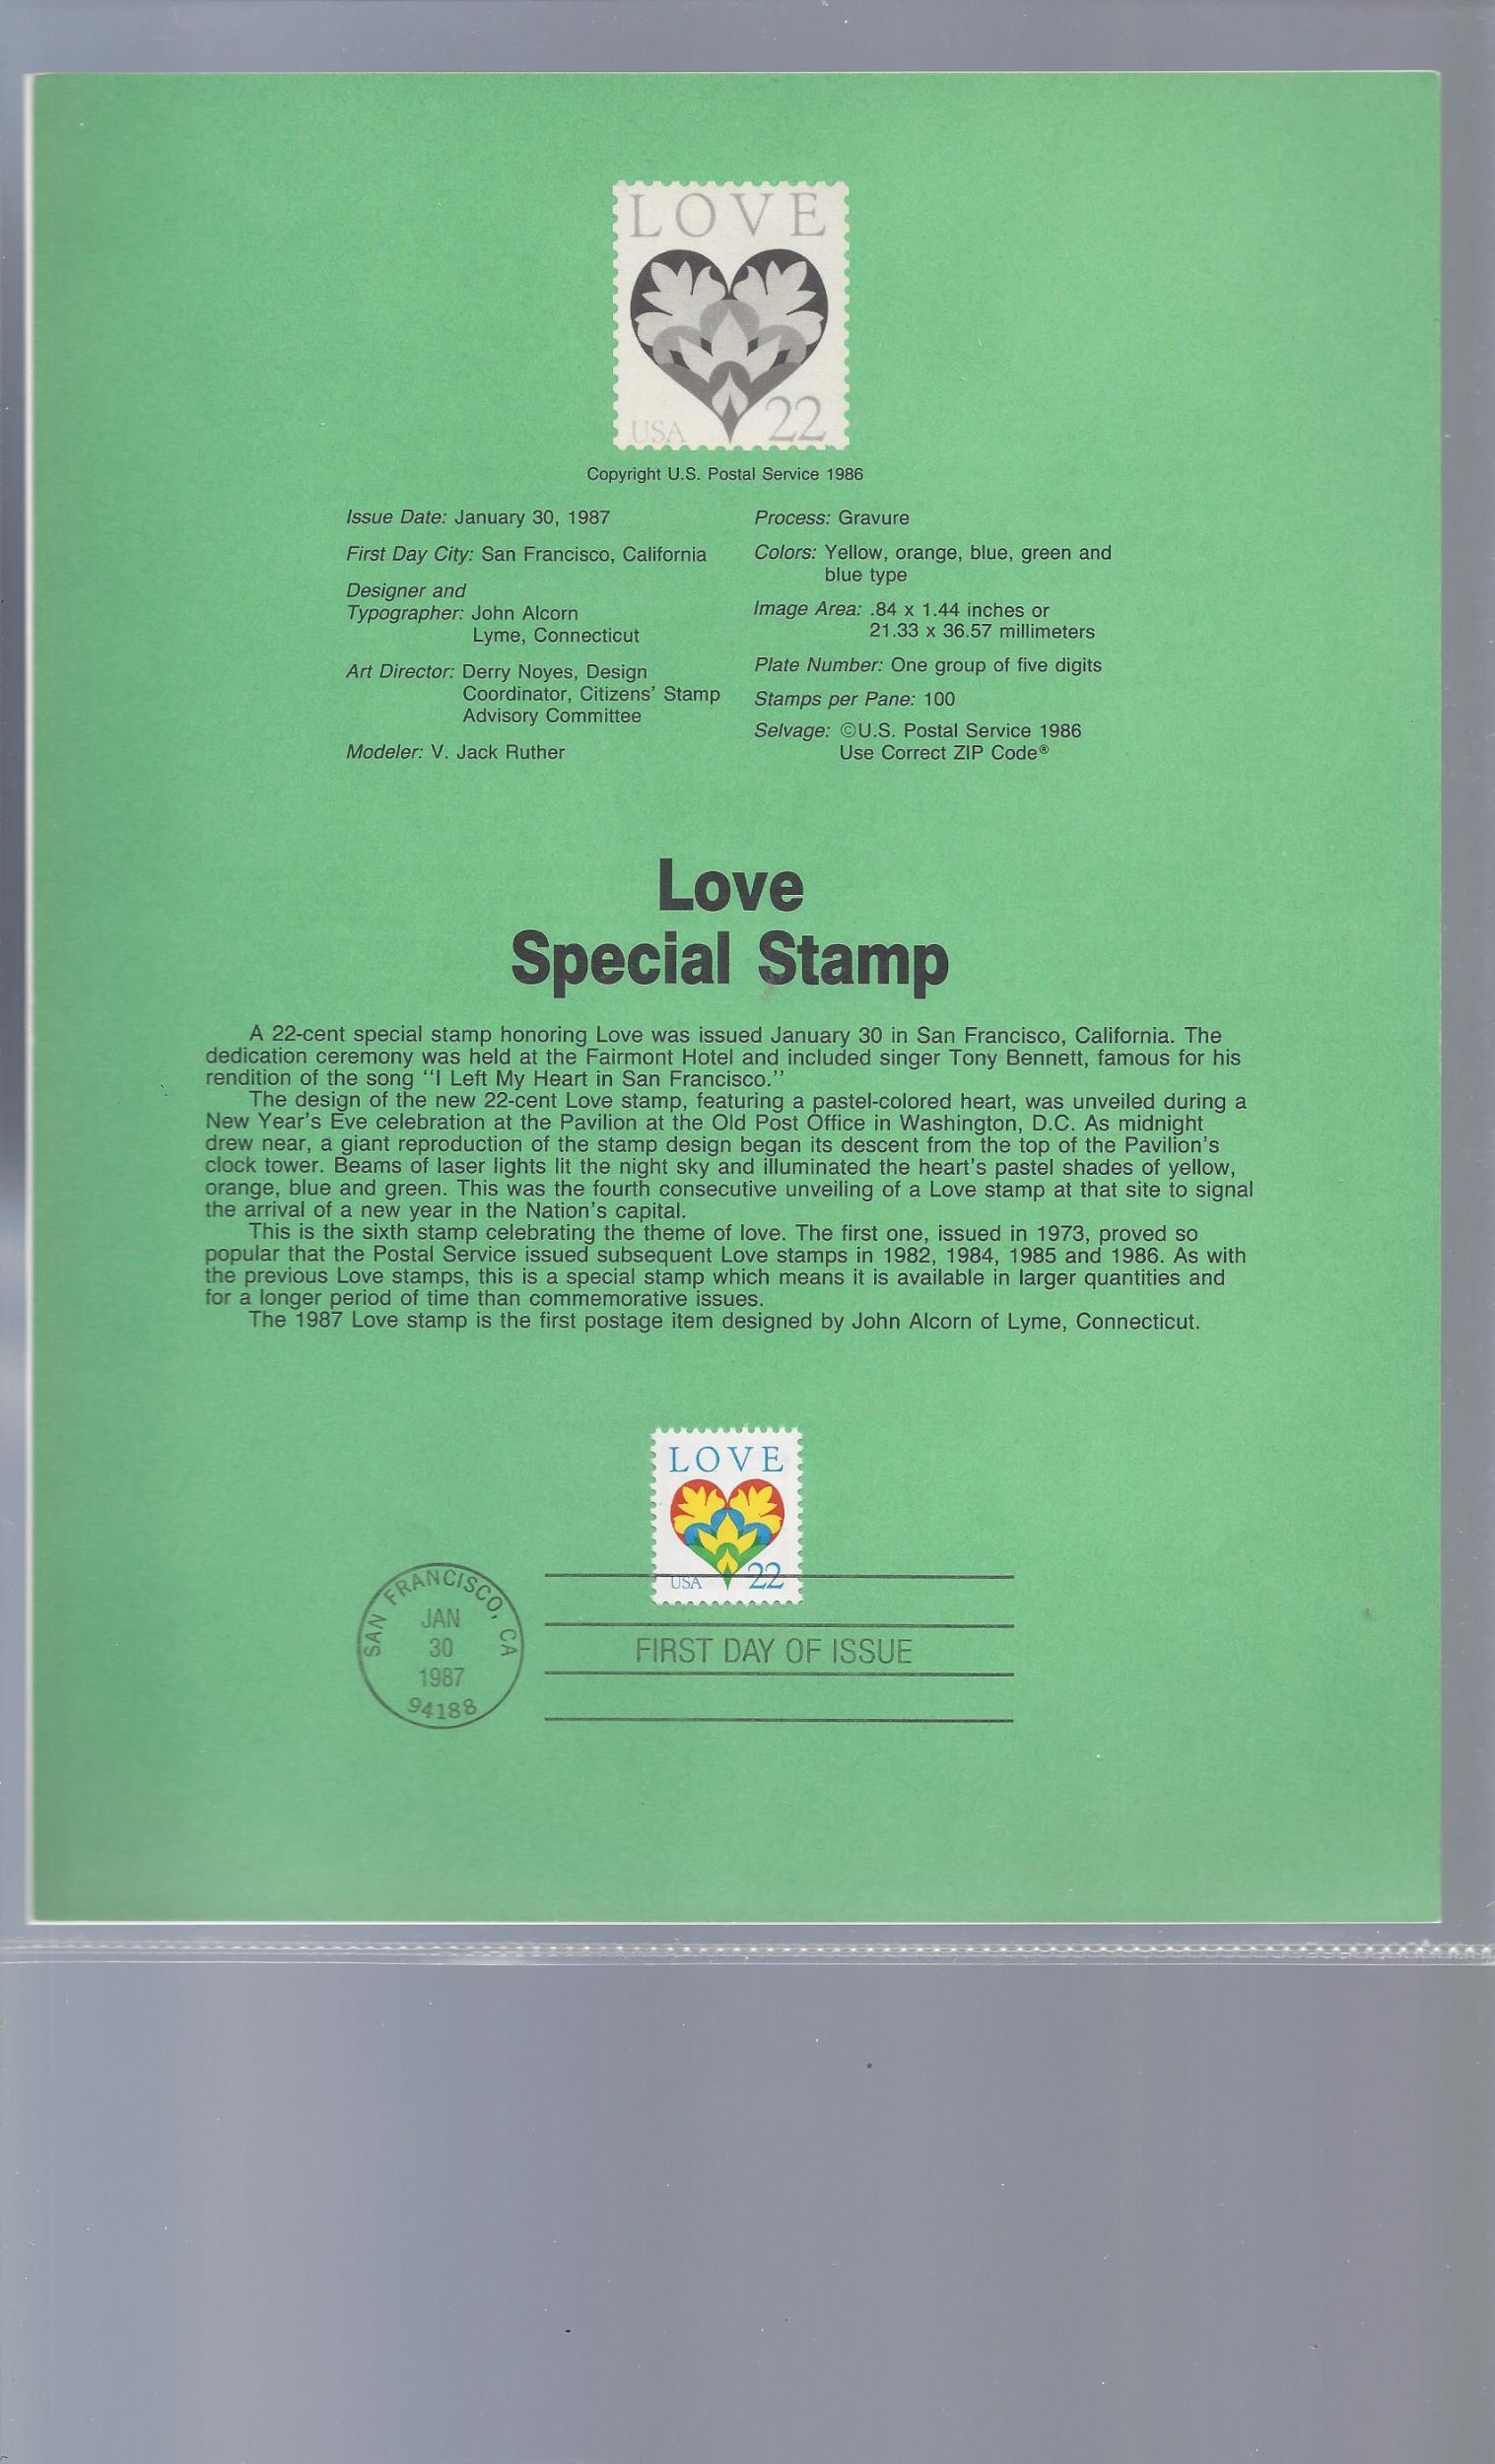 LOVE
USA 22
Copyright U.S. Postal Service 1986
Issue Date: January 30, 1987
First Day City: San Francisco, California
Designer and
Typographer: John Alcorn
Lyme, Connecticut
Art Director: Derry Noyes, Design
Coordinator, Citizens' Stamp
Advisory Committee
Modeler: V. Jack Ruther
Process: Gravure
Colors: Yellow, orange, blue, green and
blue type
Image Area: .84 x 1.44 inches or
21.33 x 36.57 millimeters
Plate Number: One group of five digits
Stamps per Pane: 100
Selvage: ©U.S. Postal Service 1986
Use Correct ZIP Code®
Love
Special Stamp
A 22-cent special stamp honoring Love was issued January 30 in San Francisco, California. The
dedication ceremony was held at the Fairmont Hotel and included singer Tony Bennett, famous for his
rendition of the song "I Left My Heart in San Francisco."
The design of the new 22-cent Love stamp, featuring a pastel-colored heart, was unveiled during a
New Year's Eve celebration at the Pavilion at the Old Post Office in Washington, D.C. As midnight
drew near, a giant reproduction of the stamp design began its descent from the top of the Pavilion's
clock tower. Beams of laser lights lit the night sky and illuminated the heart's pastel shades of yellow,
orange, blue and green. This was the fourth consecutive unveiling of a Love stamp at that site to signal
the arrival of a new year in the Nation's capital.
This is the sixth stamp celebrating the theme of love. The first one, issued in 1973, proved so
popular that the Postal Service issued subsequent Love stamps in 1982, 1984, 1985 and 1986. As with
the previous Love stamps, this is a special stamp which means it is available in larger quantities and
for a longer period of time than commemorative issues.
The 1987 Love stamp is the first postage item designed by John Alcorn of Lyme, Connecticut.
LOVE
USA 22
SAN FRANCISCO, CA
JAN
30
1987
94188
FIRST DAY OF ISSUE